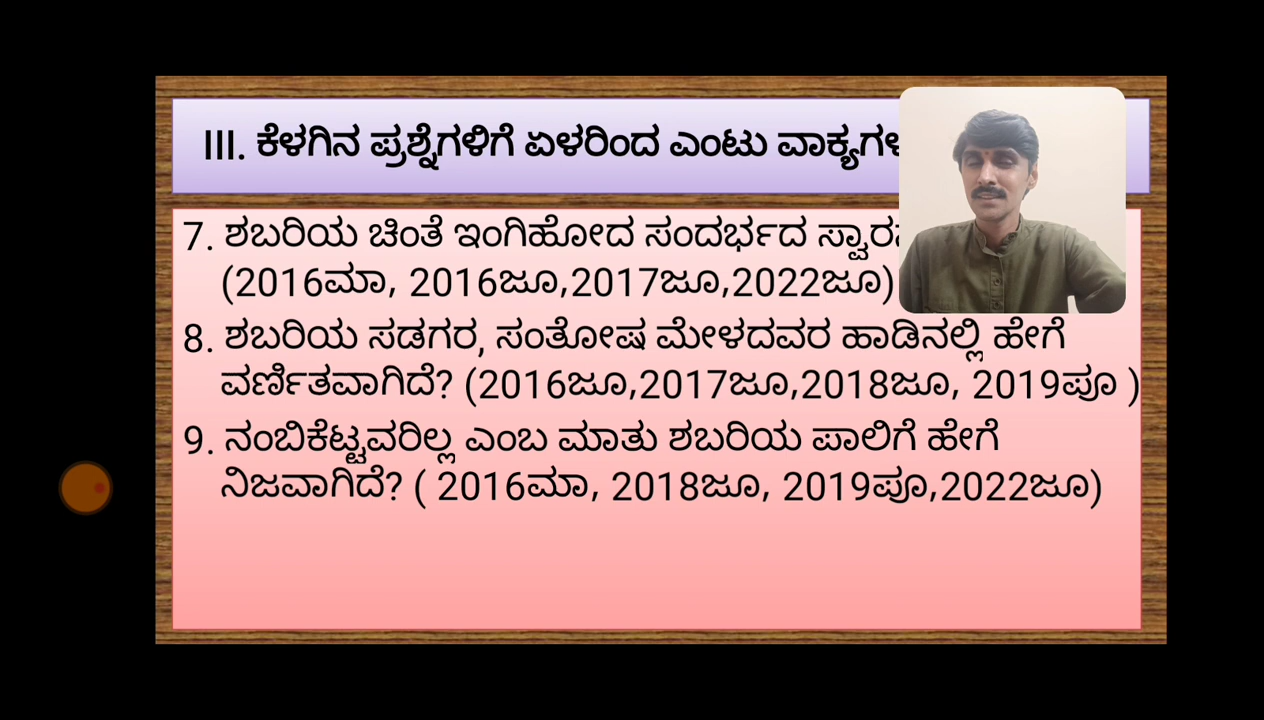 III. ಕೆಳಗಿನ ಪ್ರಶ್ನೆಗಳಿಗೆ ಏಳರಿಂದ ಎಂಟು
7. ಶಬರಿಯ ಚಿಂತೆ ಇಂಗಿಹೋದ ಸಂದರ್ಭದ
(2016ಮಾ, 2016ಜೂ,2017ಜೂ,2022ಜೂ)
8. ಶಬರಿಯ ಸಡಗರ, ಸಂತೋಷ ಮೇಳದವರ ಹಾಡಿನಲ್ಲಿ ಹೇಗೆ
ವರ್ಣಿತವಾಗಿದೆ? (2016ಜೂ,2017ಜೂ,2018ಜೂ, 2019ಪೂ )
9. ನಂಬಿಕೆಟ್ಟವರಿಲ್ಲ ಎಂಬ ಮಾತು ಶಬರಿಯ ಪಾಲಿಗೆ ಹೇಗೆ
ನಿಜವಾಗಿದೆ? ( 2016ಮಾ, 2018ಜೂ, 2019ಪೂ,2022ಜೂ)